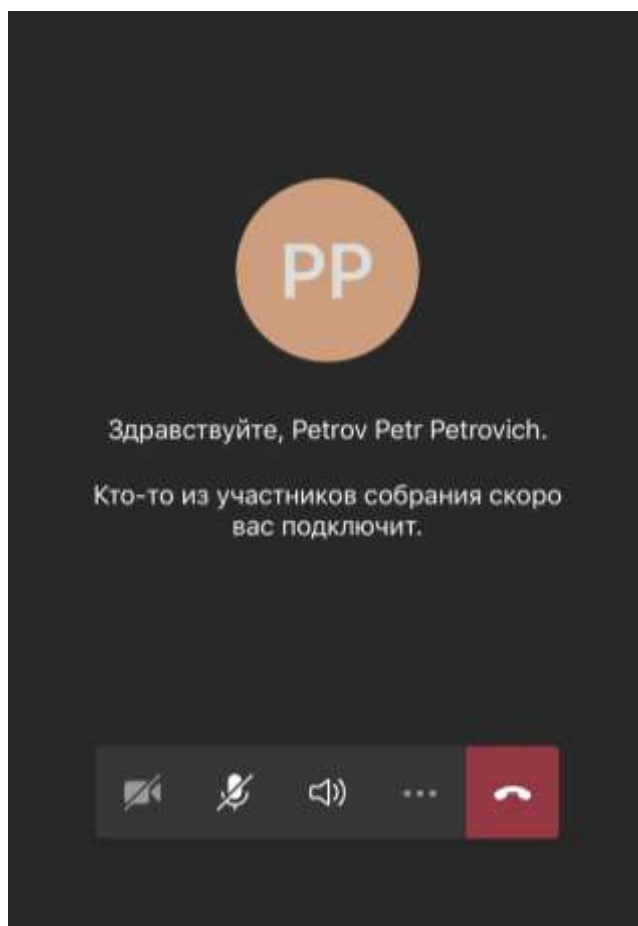 PP
Здравствуйте, Petrov Petr Petrovich.
Кто-то из участников собрания скоро
вас подключит.